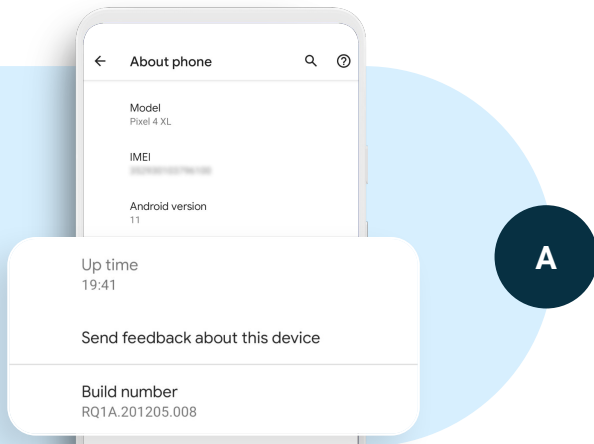 About phone
Model
Pixel 4 XL
IMEI
Android version
11
Up time
19:41
Send feedback about this device
Build number
RQ1A.201205.008
A